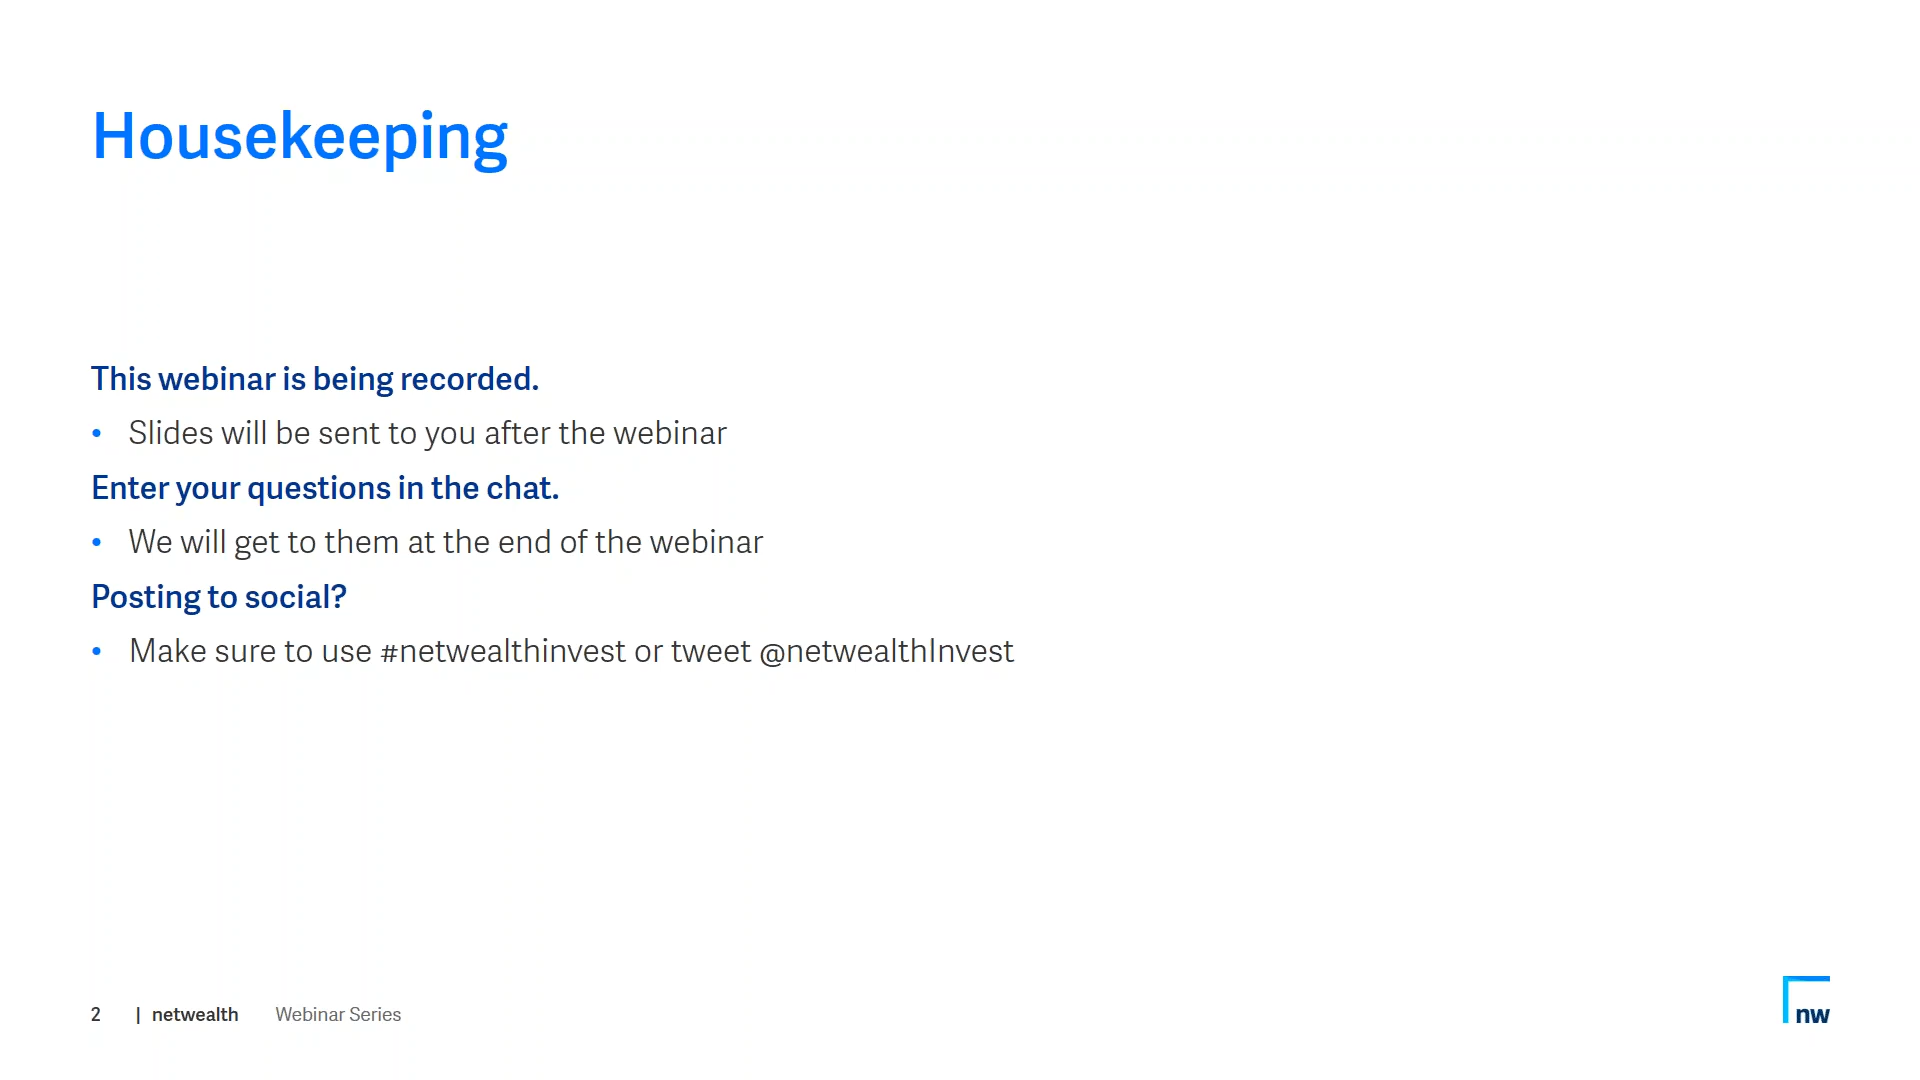 Housekeeping
This webinar is being recorded.
• Slides will be sent to you after the webinar
Enter your questions in the chat.
• We will get to them at the end of the webinar
Posting to social?
• Make sure to use #netwealthinvest or tweet @netwealthInvest
2 | netwealth Webinar Series
nw